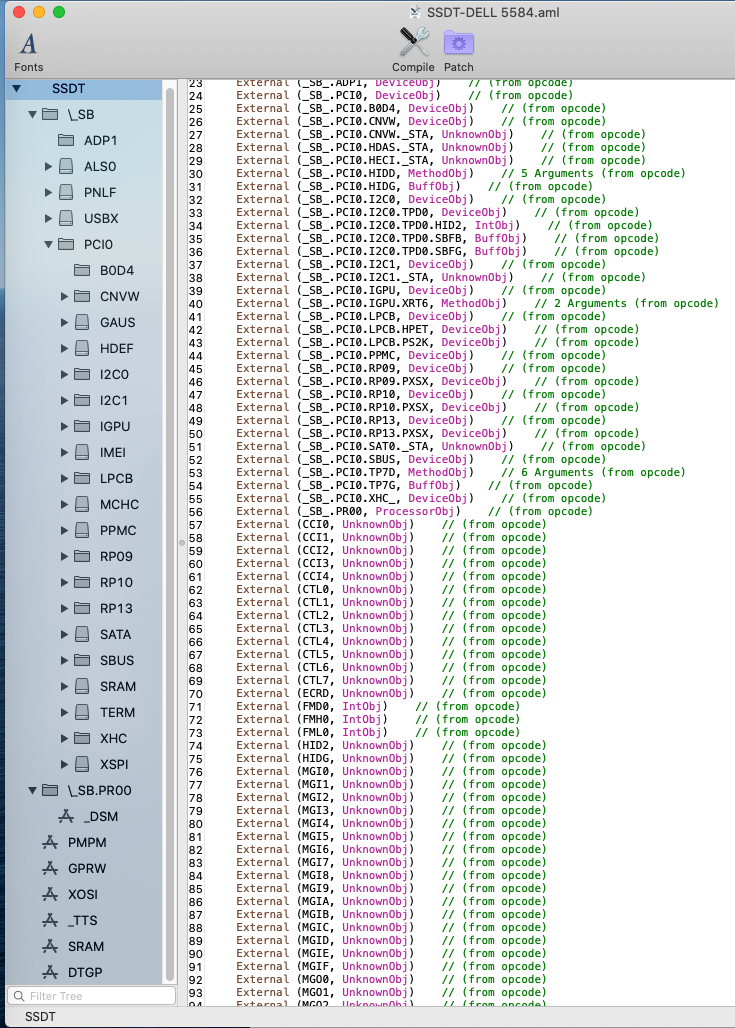 SSDT-DELL 5584.aml
A
Fonts
Compile
Patch
SSDT
\_SB
ADP1
ALS0
PNLF
USBX
PCI0
B0D4
CNVW
GAUS
HDEF
I2C0
I2C1
IGPU
IMEI
LPCB
MCHC
PPMC
RP09
RP10
RP13
SATA
SBUS
SRAM
TERM
XHC
XSPI
\_SB.PR00
_DSM
PMPM
GPRW
XOSI
_TTS
SRAM
DTGP
Filter Tree
SSDT
23 External (_SB_.ADP1, DeviceObj) // (from opcode)
24 External (_SB_.PCI0, DeviceObj) // (from opcode)
25 External (_SB_.PCI0.B0D4, DeviceObj) // (from opcode)
26 External (_SB_.PCI0.CNVW, DeviceObj) // (from opcode)
27 External (_SB_.PCI0.CNVW._STA, UnknownObj) // (from opcode)
28 External (_SB_.PCI0.HDAS._STA, UnknownObj) // (from opcode)
29 External (_SB_.PCI0.HECI._STA, UnknownObj) // (from opcode)
30 External (_SB_.PCI0.HIDD, MethodObj) // 5 Arguments (from opcode)
31 External (_SB_.PCI0.HIDG, BuffObj) // (from opcode)
32 External (_SB_.PCI0.I2C0, DeviceObj) // (from opcode)
33 External (_SB_.PCI0.I2C0.TPD0, DeviceObj) // (from opcode)
34 External (_SB_.PCI0.I2C0.TPD0.HID2, IntObj) // (from opcode)
35 External (_SB_.PCI0.I2C0.TPD0.SBFB, BuffObj) // (from opcode)
36 External (_SB_.PCI0.I2C0.TPD0.SBFG, BuffObj) // (from opcode)
37 External (_SB_.PCI0.I2C1, DeviceObj) // (from opcode)
38 External (_SB_.PCI0.I2C1._STA, UnknownObj) // (from opcode)
39 External (_SB_.PCI0.IGPU, DeviceObj) // (from opcode)
40 External (_SB_.PCI0.IGPU.XRT6, MethodObj) // 2 Arguments (from opcode)
41 External (_SB_.PCI0.LPCB, DeviceObj) // (from opcode)
42 External (_SB_.PCI0.LPCB.HPET, DeviceObj) // (from opcode)
43 External (_SB_.PCI0.LPCB.PS2K, DeviceObj) // (from opcode)
44 External (_SB_.PCI0.PPMC, DeviceObj) // (from opcode)
45 External (_SB_.PCI0.RP09, DeviceObj) // (from opcode)
46 External (_SB_.PCI0.RP09.PXSX, DeviceObj) // (from opcode)
47 External (_SB_.PCI0.RP10, DeviceObj) // (from opcode)
48 External (_SB_.PCI0.RP10.PXSX, DeviceObj) // (from opcode)
49 External (_SB_.PCI0.RP13, DeviceObj) // (from opcode)
50 External (_SB_.PCI0.RP13.PXSX, DeviceObj) // (from opcode)
51 External (_SB_.PCI0.SAT0._STA, UnknownObj) // (from opcode)
52 External (_SB_.PCI0.SBUS, DeviceObj) // (from opcode)
53 External (_SB_.PCI0.TP7D, MethodObj) // 6 Arguments (from opcode)
54 External (_SB_.PCI0.TP7G, BuffObj) // (from opcode)
55 External (_SB_.PCI0.XHC_, DeviceObj) // (from opcode)
56 External (_SB_.PR00, ProcessorObj) // (from opcode)
57 External (CCI0, UnknownObj) // (from opcode)
58 External (CCI1, UnknownObj) // (from opcode)
59 External (CCI2, UnknownObj) // (from opcode)
60 External (CCI3, UnknownObj) // (from opcode)
61 External (CCI4, UnknownObj) // (from opcode)
62 External (CTL0, UnknownObj) // (from opcode)
63 External (CTL1, UnknownObj) // (from opcode)
64 External (CTL2, UnknownObj) // (from opcode)
65 External (CTL3, UnknownObj) // (from opcode)
66 External (CTL4, UnknownObj) // (from opcode)
67 External (CTL5, UnknownObj) // (from opcode)
68 External (CTL6, UnknownObj) // (from opcode)
69 External (CTL7, UnknownObj) // (from opcode)
70 External (ECRD, UnknownObj) // (from opcode)
71 External (FMD0, IntObj) // (from opcode)
72 External (FMH0, IntObj) // (from opcode)
73 External (FML0, IntObj) // (from opcode)
74 External (HID2, UnknownObj) // (from opcode)
75 External (HIDG, UnknownObj) // (from opcode)
76 External (MGI0, UnknownObj) // (from opcode)
77 External (MGI1, UnknownObj) // (from opcode)
78 External (MGI2, UnknownObj) // (from opcode)
79 External (MGI3, UnknownObj) // (from opcode)
80 External (MGI4, UnknownObj) // (from opcode)
81 External (MGI5, UnknownObj) // (from opcode)
82 External (MGI6, UnknownObj) // (from opcode)
83 External (MGI7, UnknownObj) // (from opcode)
84 External (MGI8, UnknownObj) // (from opcode)
85 External (MGI9, UnknownObj) // (from opcode)
86 External (MGIA, UnknownObj) // (from opcode)
87 External (MGIB, UnknownObj) // (from opcode)
88 External (MGIC, UnknownObj) // (from opcode)
89 External (MGID, UnknownObj) // (from opcode)
90 External (MGIE, UnknownObj) // (from opcode)
91 External (MGIF, UnknownObj) // (from opcode)
92 External (MGO0, UnknownObj) // (from opcode)
93 External (MGO1, UnknownObj) // (from opcode)
94 External (MGO2, UnknownObj) // (from opcode)